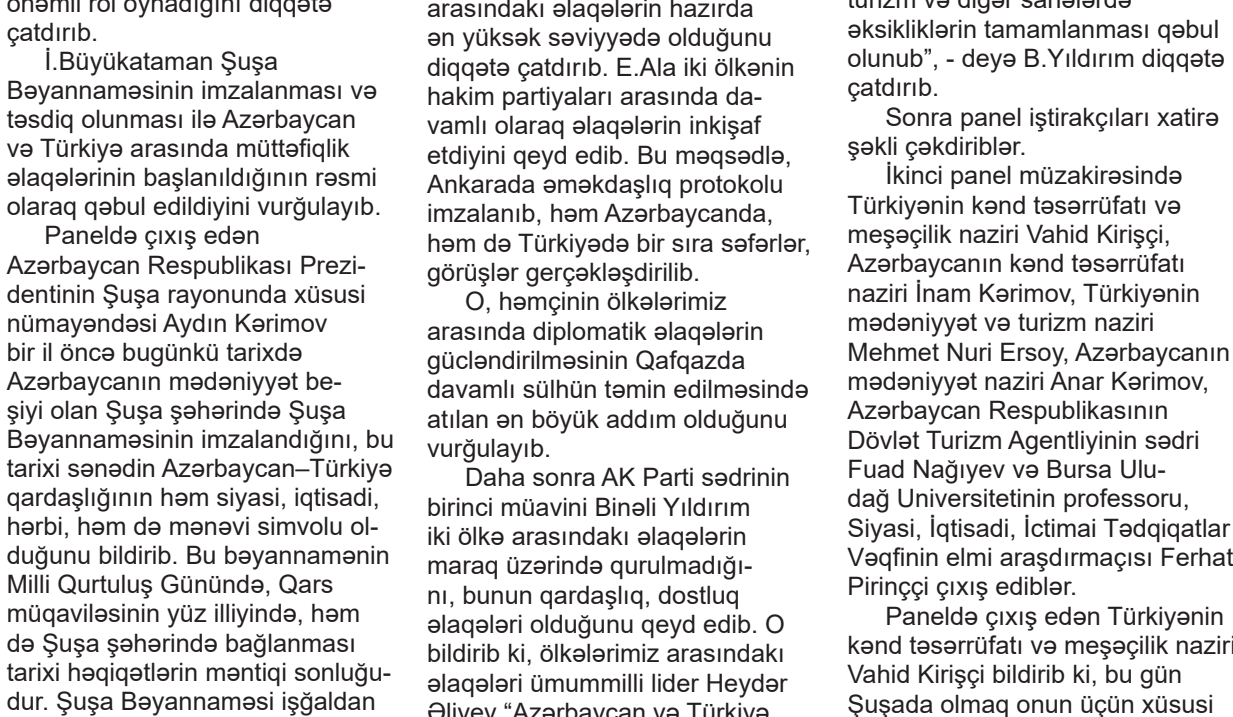 önəmli rol oynadığını diqqətə
çatdırıb.
İ.Büyükataman Şuşa
Bəyannaməsinin imzalanması və
təsdiq olunması ilə Azərbaycan
və Türkiyə arasında müttəfiqlik
əlaqələrinin başlanıldığının rəsmi
olaraq qəbul edildiyini vurğulayıb.
Paneldə çıxış edən
Azərbaycan Respublikası Prezi-
dentinin Şuşa rayonunda xüsusi
nümayəndəsi Aydın Kərimov
bir il öncə bugünkü tarixdə
Azərbaycanın mədəniyyət be-
şiyi olan Şuşa şəhərində Şuşa
Bəyannaməsinin imzalandığını, bu
tarixi sənədin Azərbaycan–Türkiyə
qardaşlığının həm siyasi, iqtisadi,
hərbi, həm də mənəvi simvolu ol-
duğunu bildirib. Bu bəyannamənin
Milli Qurtuluş Günündə, Qars
müqaviləsinin yüz illiyində, həm
də Şuşa şəhərində bağlanması
tarixi həqiqətlərin məntiqi sonluğu-
dur. Şuşa Bəyannaməsi işğaldan
arasındakı əlaqələrin hazırda
ən yüksək səviyyədə olduğunu
diqqətə çatdırıb. E.Ala iki ölkənin
hakim partiyaları arasında da-
vamlı olaraq əlaqələrin inkişaf
etdiyini qeyd edib. Bu məqsədlə,
Ankarada əməkdaşlıq protokolu
imzalanıb, həm Azərbaycanda,
həm də Türkiyədə bir sıra səfərlər,
görüşlər gerçəkləşdirilib.
O, həmçinin ölkələrimiz
arasında diplomatik əlaqələrin
gücləndirilməsinin Qafqazda
davamlı sülhün təmin edilməsində
atılan ən böyük addım olduğunu
vurğulayıb.
Daha sonra AK Parti sədrinin
birinci müavini Binəli Yıldırım
iki ölkə arasındakı əlaqələrin
maraq üzərində qurulmadığı-
nı, bunun qardaşlıq, dostluq
əlaqələri olduğunu qeyd edib. O
bildirib ki, ölkələrimiz arasındakı
əlaqələri ümummilli lider Heydər
Əliyev “Azərbaycan və Türkiyə
turizm və digər sahələrdə
əksikliklərin tamamlanması qəbul
olunub”, - deyə B.Yıldırım diqqətə
çatdırıb.
Sonra panel iştirakçıları xatirə
şəkli çəkdiriblər.
İkinci panel müzakirəsində
Türkiyənin kənd təsərrüfatı və
meşəçilik naziri Vahid Kirişçi,
Azərbaycanın kənd təsərrüfatı
naziri İnam Kərimov, Türkiyənin
mədəniyyət və turizm naziri
Mehmet Nuri Ersoy, Azərbaycanın
mədəniyyət naziri Anar Kərimov,
Azərbaycan Respublikasının
Dövlət Turizm Agentliyinin sədri
Fuad Nağıyev və Bursa Ulu-
dağ Universitetinin professoru,
Siyasi, İqtisadi, İctimai Tədqiqatlar
Vəqfinin elmi araşdırmaçısı Ferhat
Pirinççi çıxış ediblər.
Paneldə çıxış edən Türkiyənin
kənd təsərrüfatı və meşəçilik naziri
Vahid Kirişçi bildirib ki, bu gün
Şuşada olmaq onun üçün xüsusi